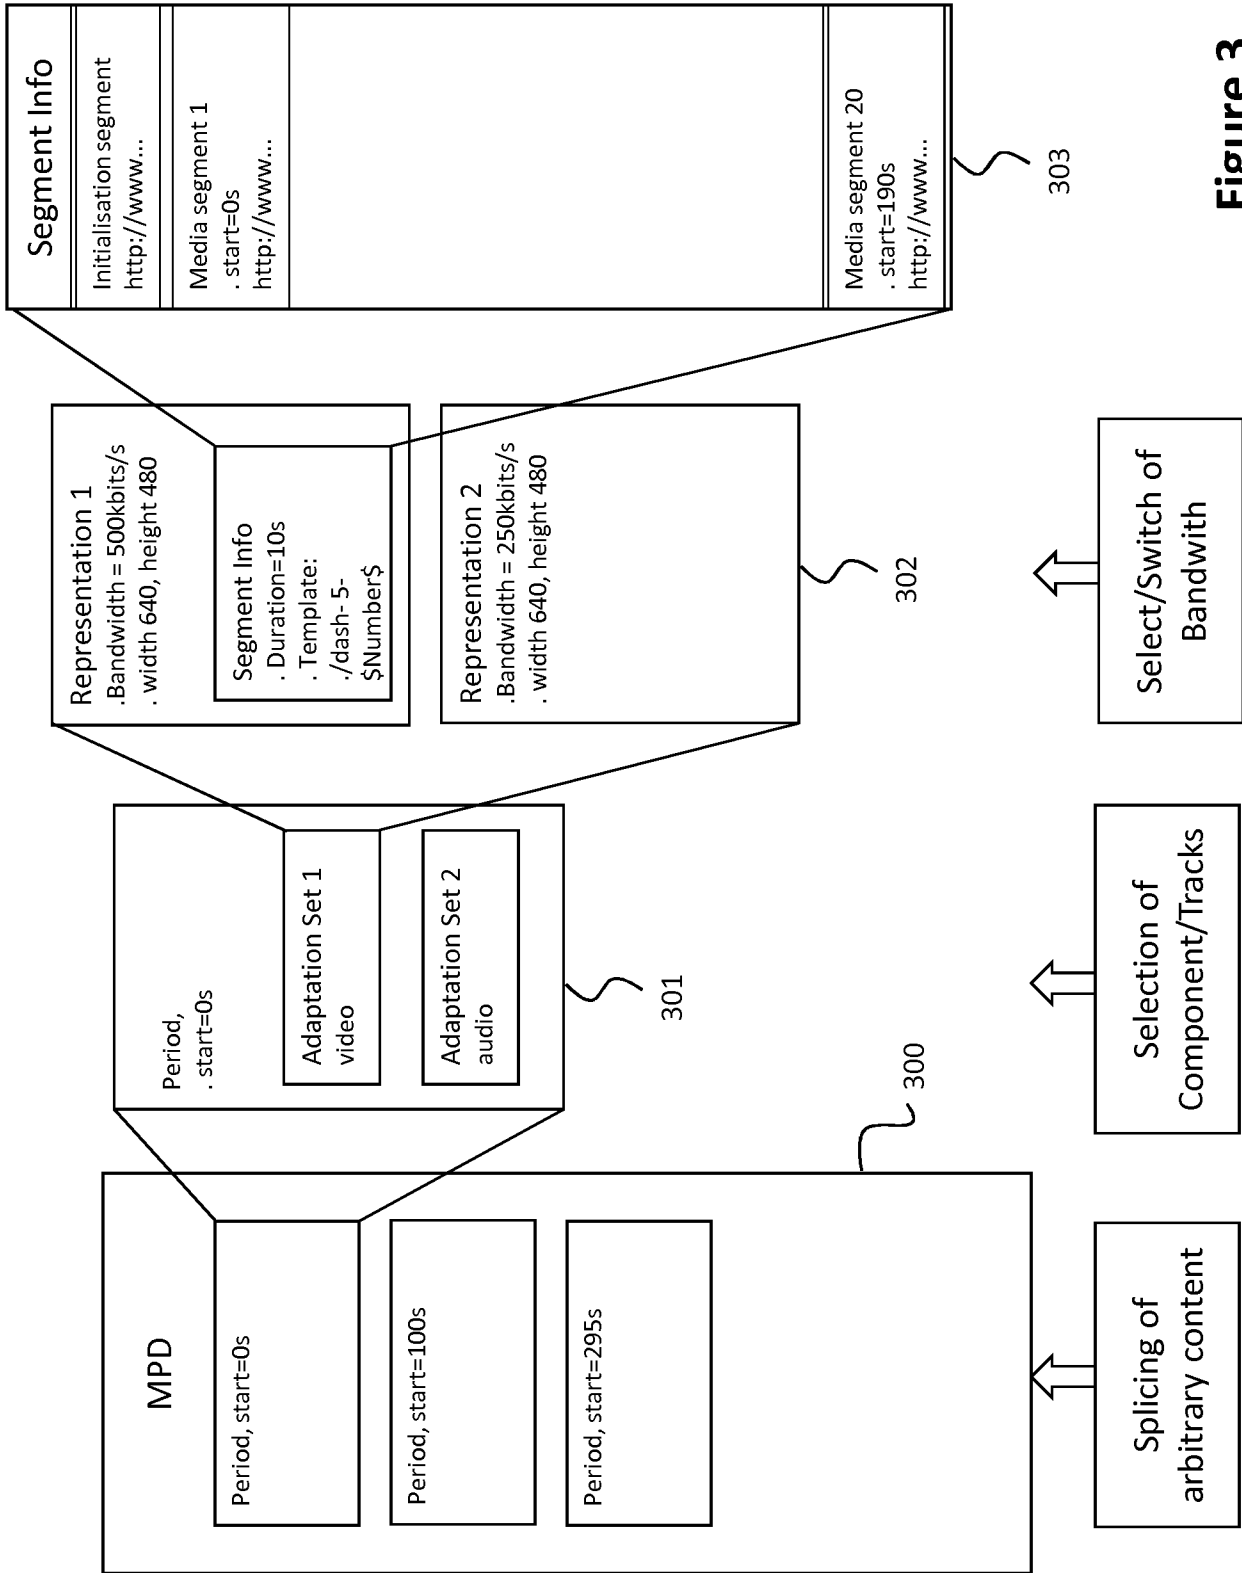 MPD
Period, start=0s
Period, start=100s
Period, start=295s
300
Splicing of
arbitrary content
Period,
. start=0s
Adaptation Set 1
video
Adaptation Set 2
audio
301
Selection of
Component/Tracks
Representation 1
.Bandwidth = 500kbits/s
. width 640, height 480
Segment Info
. Duration=10s
. Template:
./dash- 5-
$Number$
Representation 2
.Bandwidth = 250kbits/s
. width 640, height 480
302
Select/Switch of
Bandwith
Segment Info
Initialisation segment
http://www...
Media segment 1
. start=0s
http://www...
Media segment 20
. start=190s
http://www...
303
Figure 3